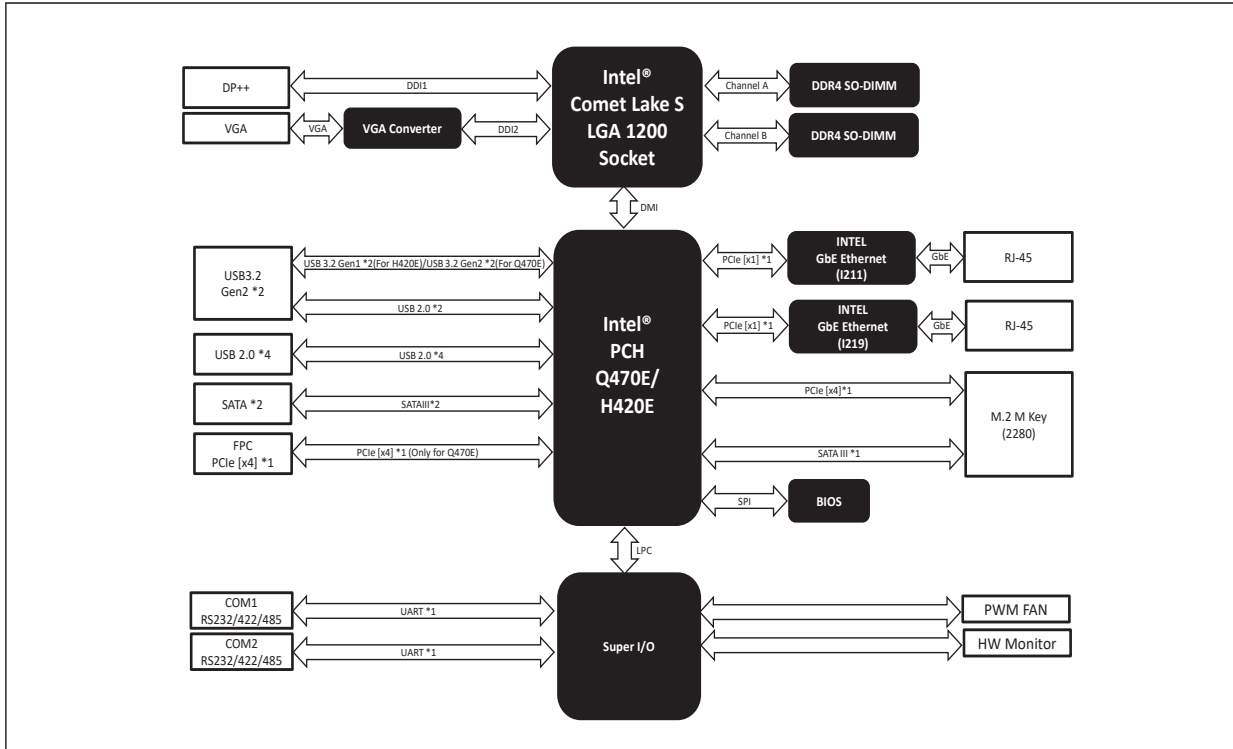 Intel®
Comet Lake S
LGA 1200
Socket
DP++
DDI1
VGA
VGA
VGA Converter
DDI2
Channel A
DDR4 SO-DIMM
Channel B
DDR4 SO-DIMM
DMI
USB3.2
Gen2 *2
USB 3.2 Gen1 *2(For H420E)/USB 3.2 Gen2 *2(For Q470E)
USB 2.0 *2
USB 2.0 *4
USB 2.0 *4
SATA *2
SATAIII*2
FPC
PCIe [x4] *1
PCIe [x4] *1 (Only for Q470E)
Intel®
PCH
Q470E/
H420E
PCIe [x1] *1
INTEL
GbE Ethernet
(I211)
GbE
RJ-45
PCIe [x1] *1
INTEL
GbE Ethernet
(I219)
GbE
RJ-45
PCIe [x4]*1
M.2 M Key
(2280)
SATA III *1
SPI
BIOS
LPC
COM1
RS232/422/485
UART *1
COM2
RS232/422/485
UART *1
Super I/O
PWM FAN
HW Monitor